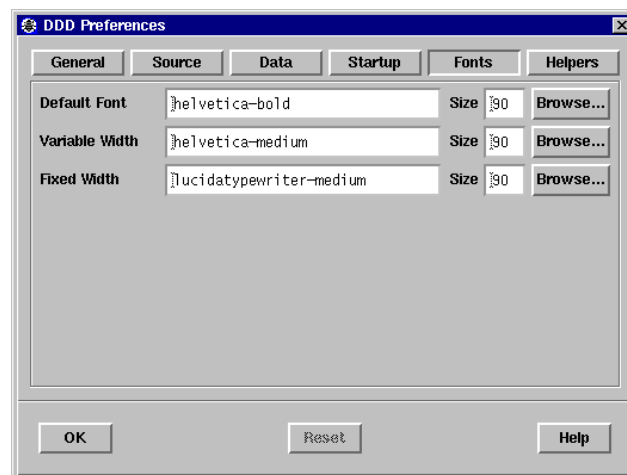 DDD Preferences
General Source Data Startup Fonts Helpers
Default Font helvetica-bold Size 90 Browse...
Variable Width helvetica-medium Size 90 Browse...
Fixed Width lucidatypewriter-medium Size 90 Browse...
OK Reset Help